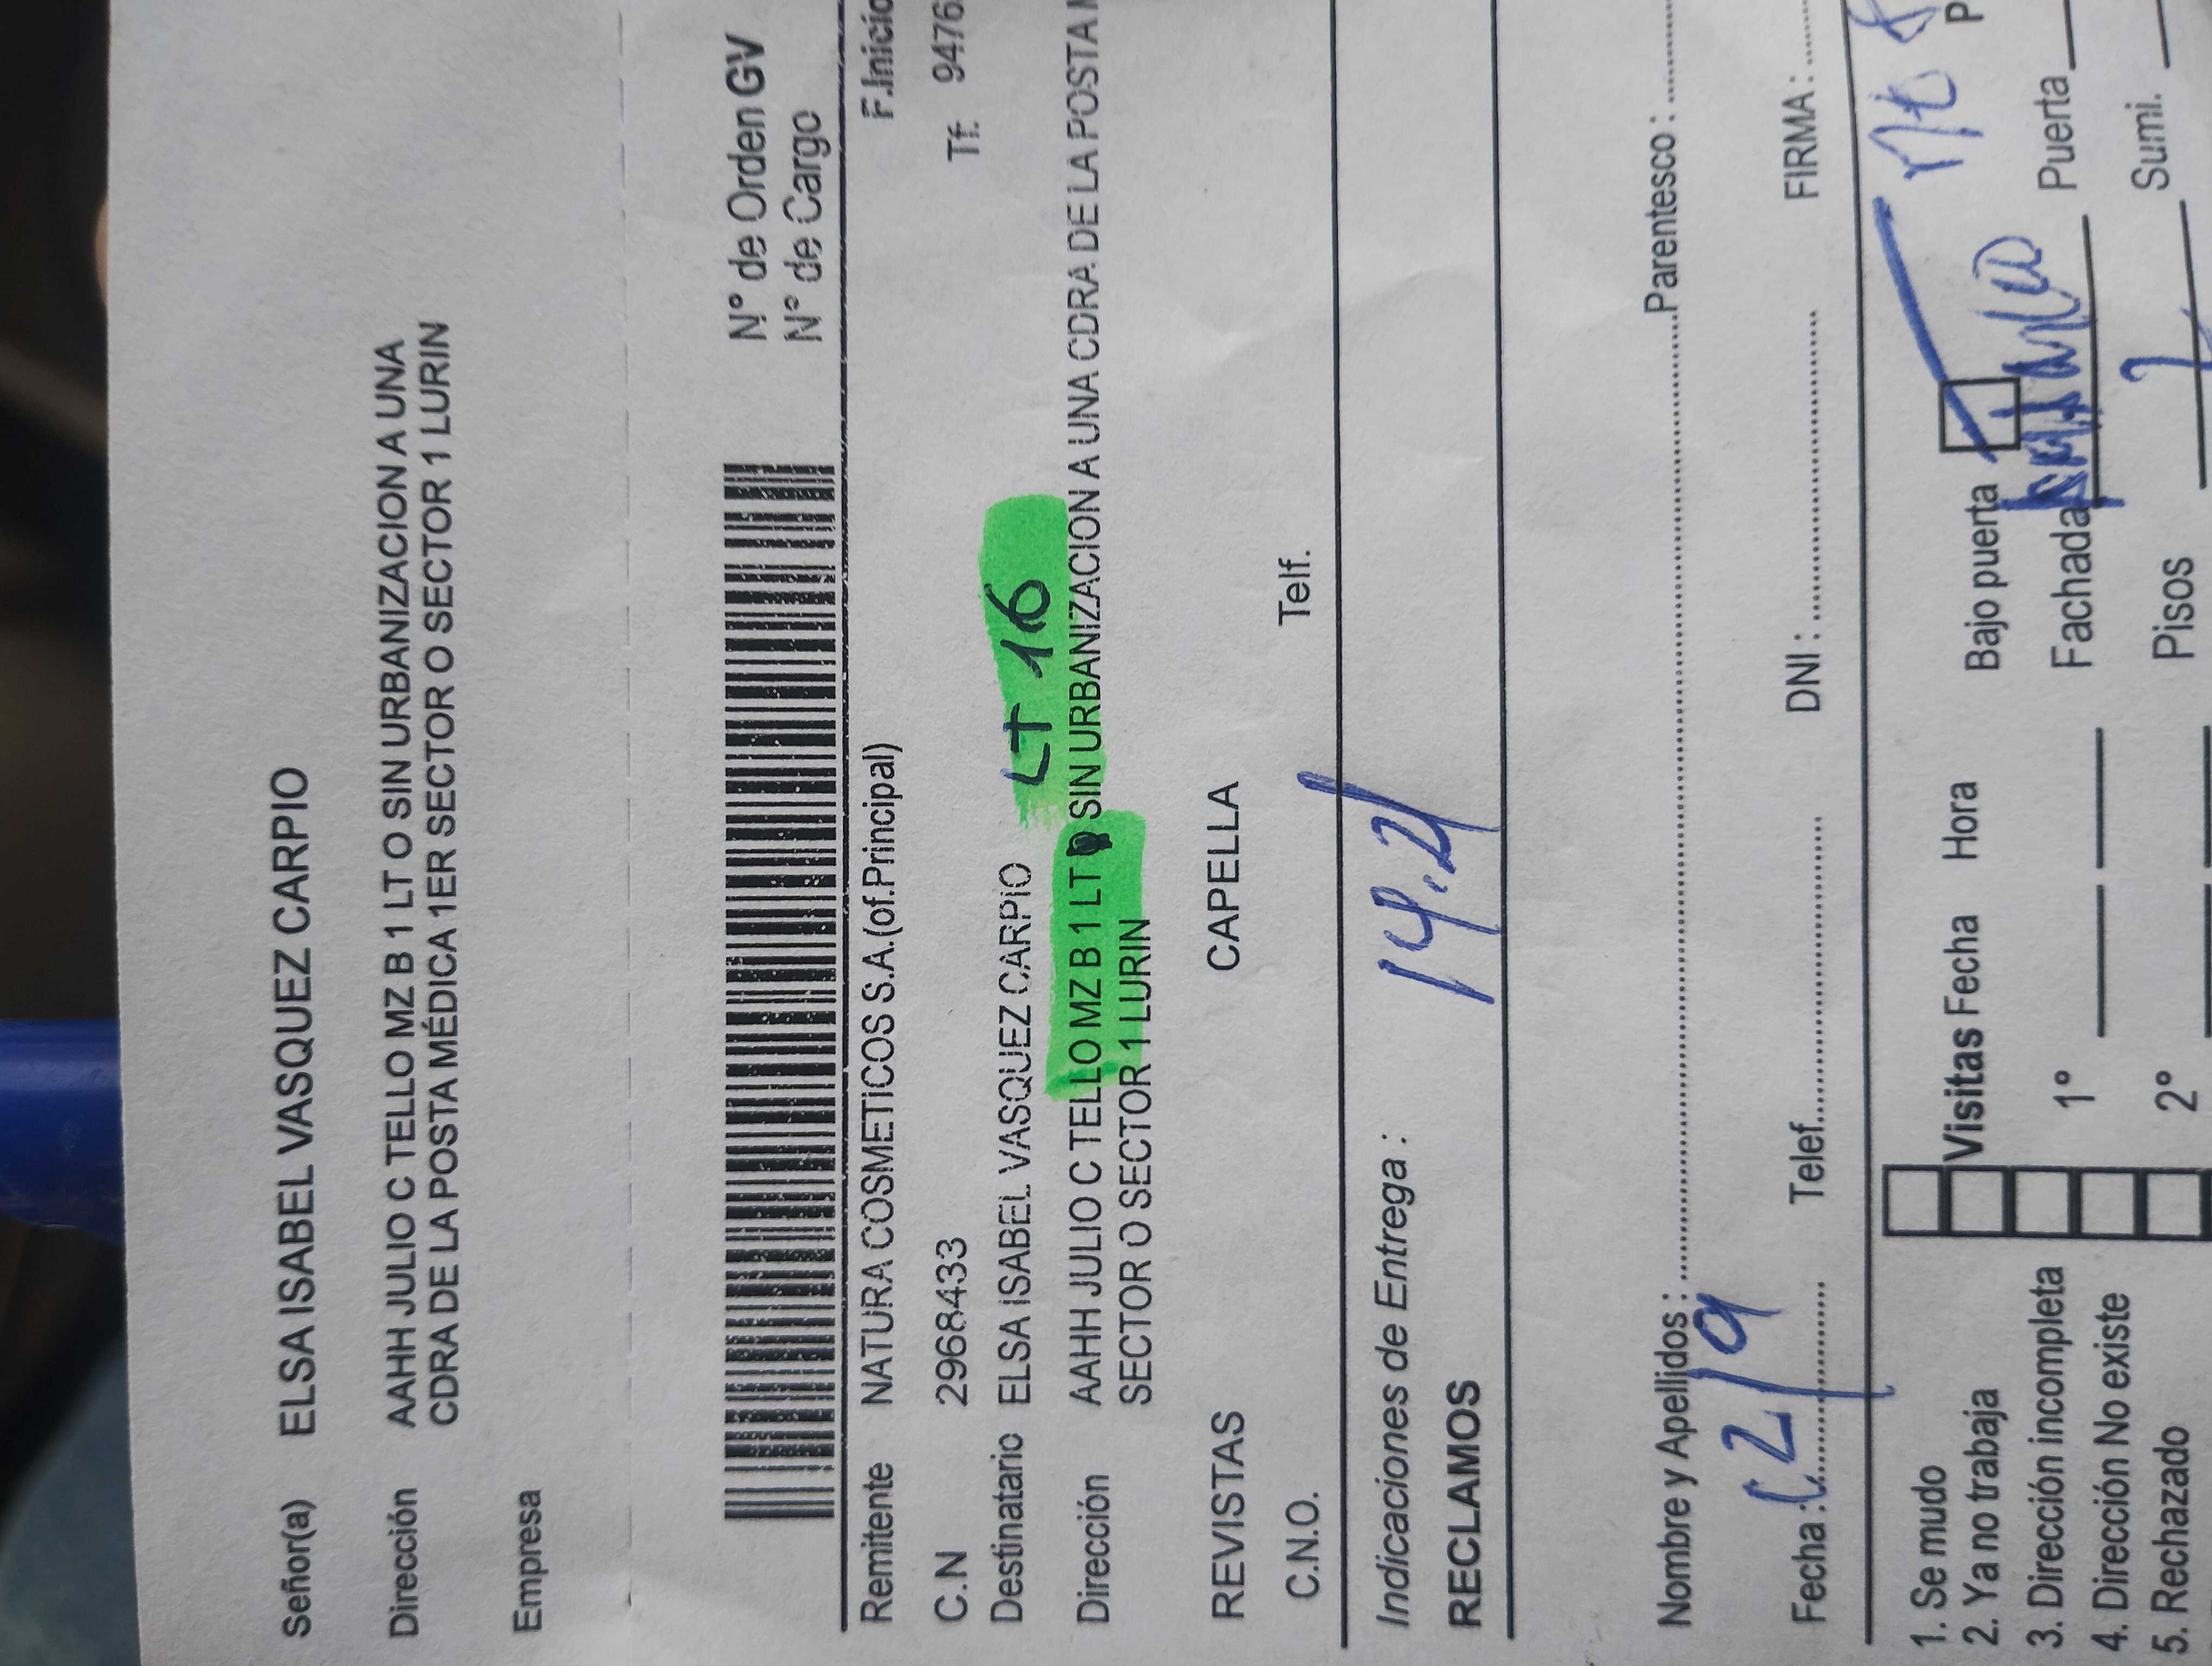 Señor(a) ELSA ISABEL VASQUEZ CARPIO
Dirección AAHH JULIO C TELLO MZ B 1 LT O SIN URBANIZACION A UNA
CDRA DE LA POSTA MÉDICA 1ER SECTOR O SECTOR 1 LURIN
Empresa
N° de Orden GV
N° de Cargo
Remitente NATURA COSMETICOS S.A.(of.Principal) F.Inicio
C.N 2968433 Tf. 9476
Destinatario ELSA ISABEL VASQUEZ CARPIO LT 16
Dirección AAHH JULIO C TELLO MZ B 1 LT SIN URBANIZACION A UNA CDRA DE LA POSTA
SECTOR O SECTOR 1 LURIN
REVISTAS CAPELLA
C.N.O. Telf.
Indicaciones de Entrega : 14.21
RECLAMOS
Nombre y Apellidos : Parentesco :
Fecha : 2/9 Telef. DNI : FIRMA :
1. Se mudo
2. Ya no trabaja Visitas Fecha Hora Bajo puerta
3. Dirección incompleta 1° Fachada Puerta
4. Dirección No existe
5. Rechazado 2° Pisos Sumi.